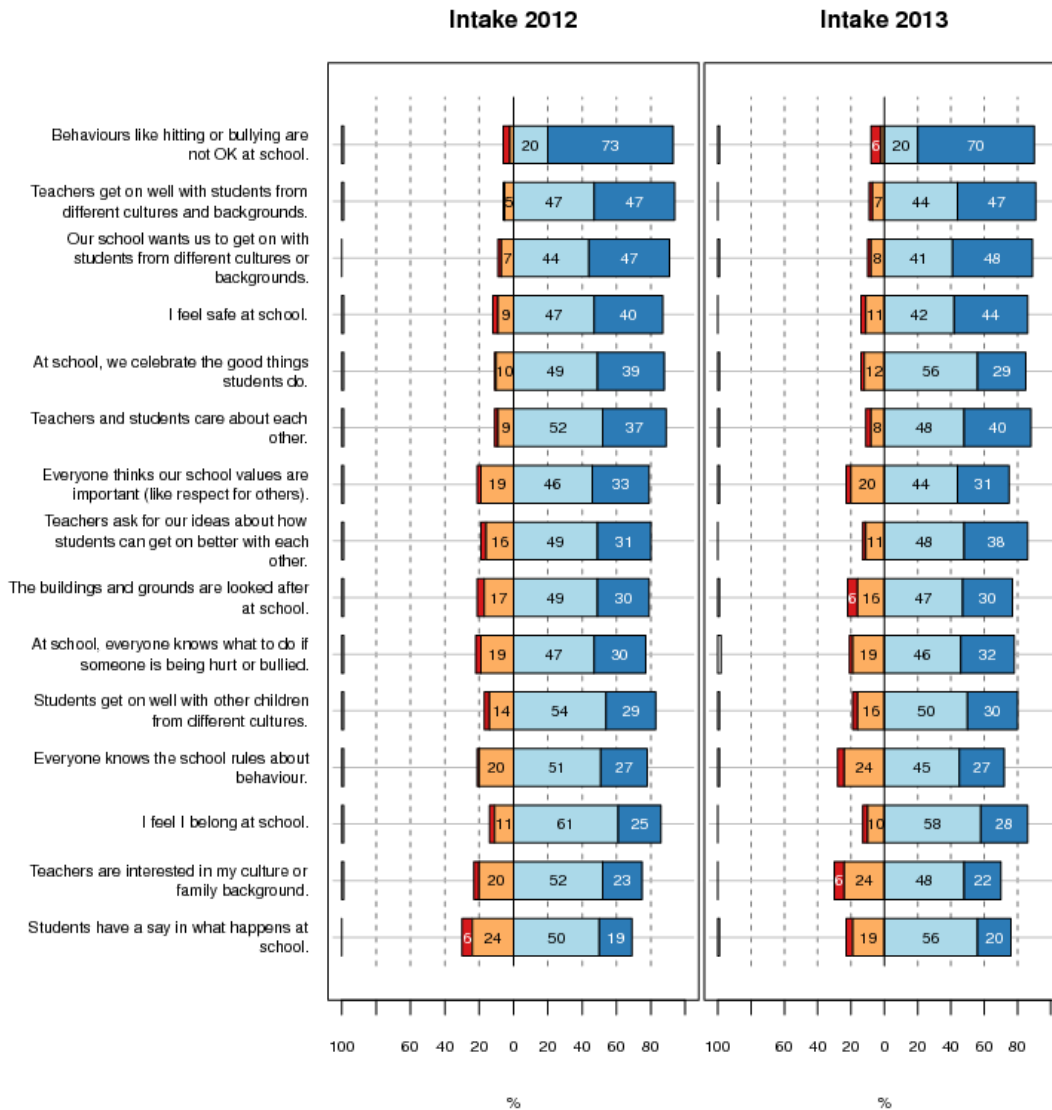 Intake 2012 Intake 2013
Behaviours like hitting or bullying are
not OK at school.
20 73 6 20 70
Teachers get on well with students from
different cultures and backgrounds.
5 47 47 7 44 47
Our school wants us to get on with
students from different cultures or
backgrounds.
7 44 47 8 41 48
I feel safe at school.
9 47 40 11 42 44
At school, we celebrate the good things
students do.
10 49 39 12 56 29
Teachers and students care about each
other.
9 52 37 8 48 40
Everyone thinks our school values are
important (like respect for others).
19 46 33 20 44 31
Teachers ask for our ideas about how
students can get on better with each
other.
16 49 31 11 48 38
The buildings and grounds are looked after
at school.
17 49 30 6 16 47 30
At school, everyone knows what to do if
someone is being hurt or bullied.
19 47 30 19 46 32
Students get on well with other children
from different cultures.
14 54 29 16 50 30
Everyone knows the school rules about
behaviour.
20 51 27 24 45 27
I feel I belong at school.
11 61 25 10 58 28
Teachers are interested in my culture or
family background.
20 52 23 6 24 48 22
Students have a say in what happens at
school.
6 24 50 19 19 56 20
100 60 40 20 0 20 40 60 80 100 60 40 20 0 20 40 60 80
% %